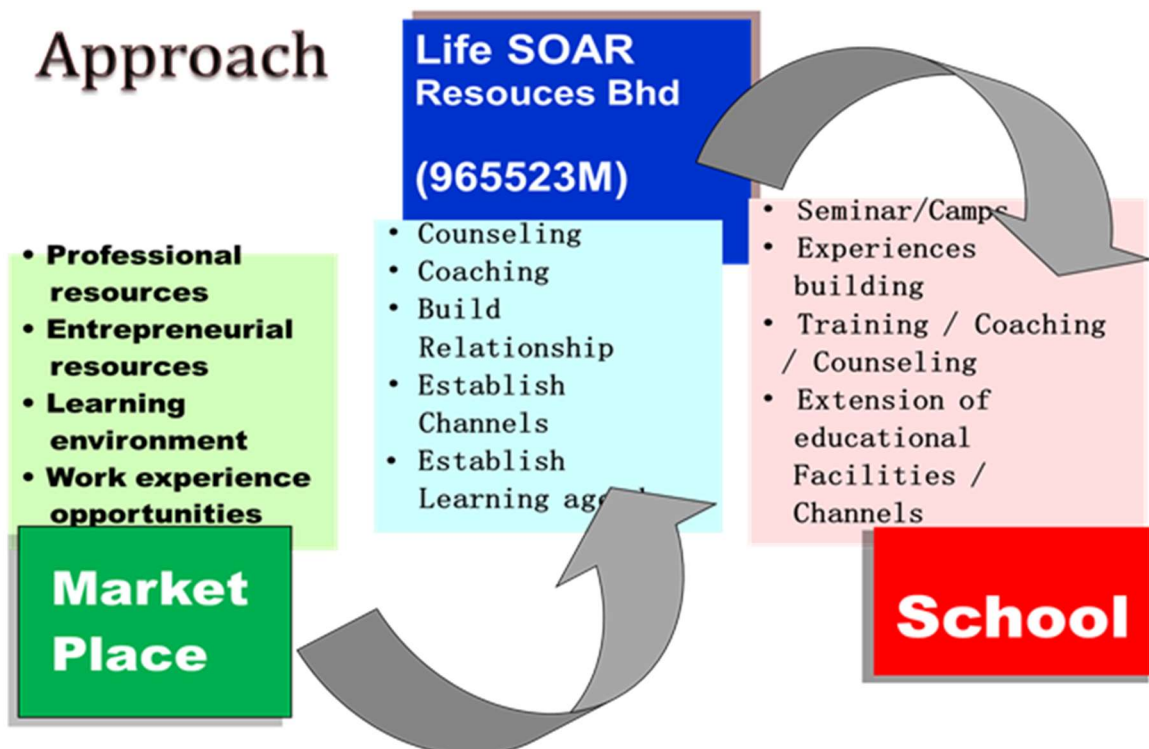 Approach
Life SOAR
Resouces Bhd
(965523M)
• Professional
resources
• Entrepreneurial
resources
• Learning
environment
• Work experience
opportunities
Market
Place
• Counseling
• Coaching
• Build
Relationship
• Establish
Channels
• Establish
Learning
• Seminar/Camps
• Experiences
building
• Training / Coaching
/ Counseling
• Extension of
educational
Facilities /
Channels
School